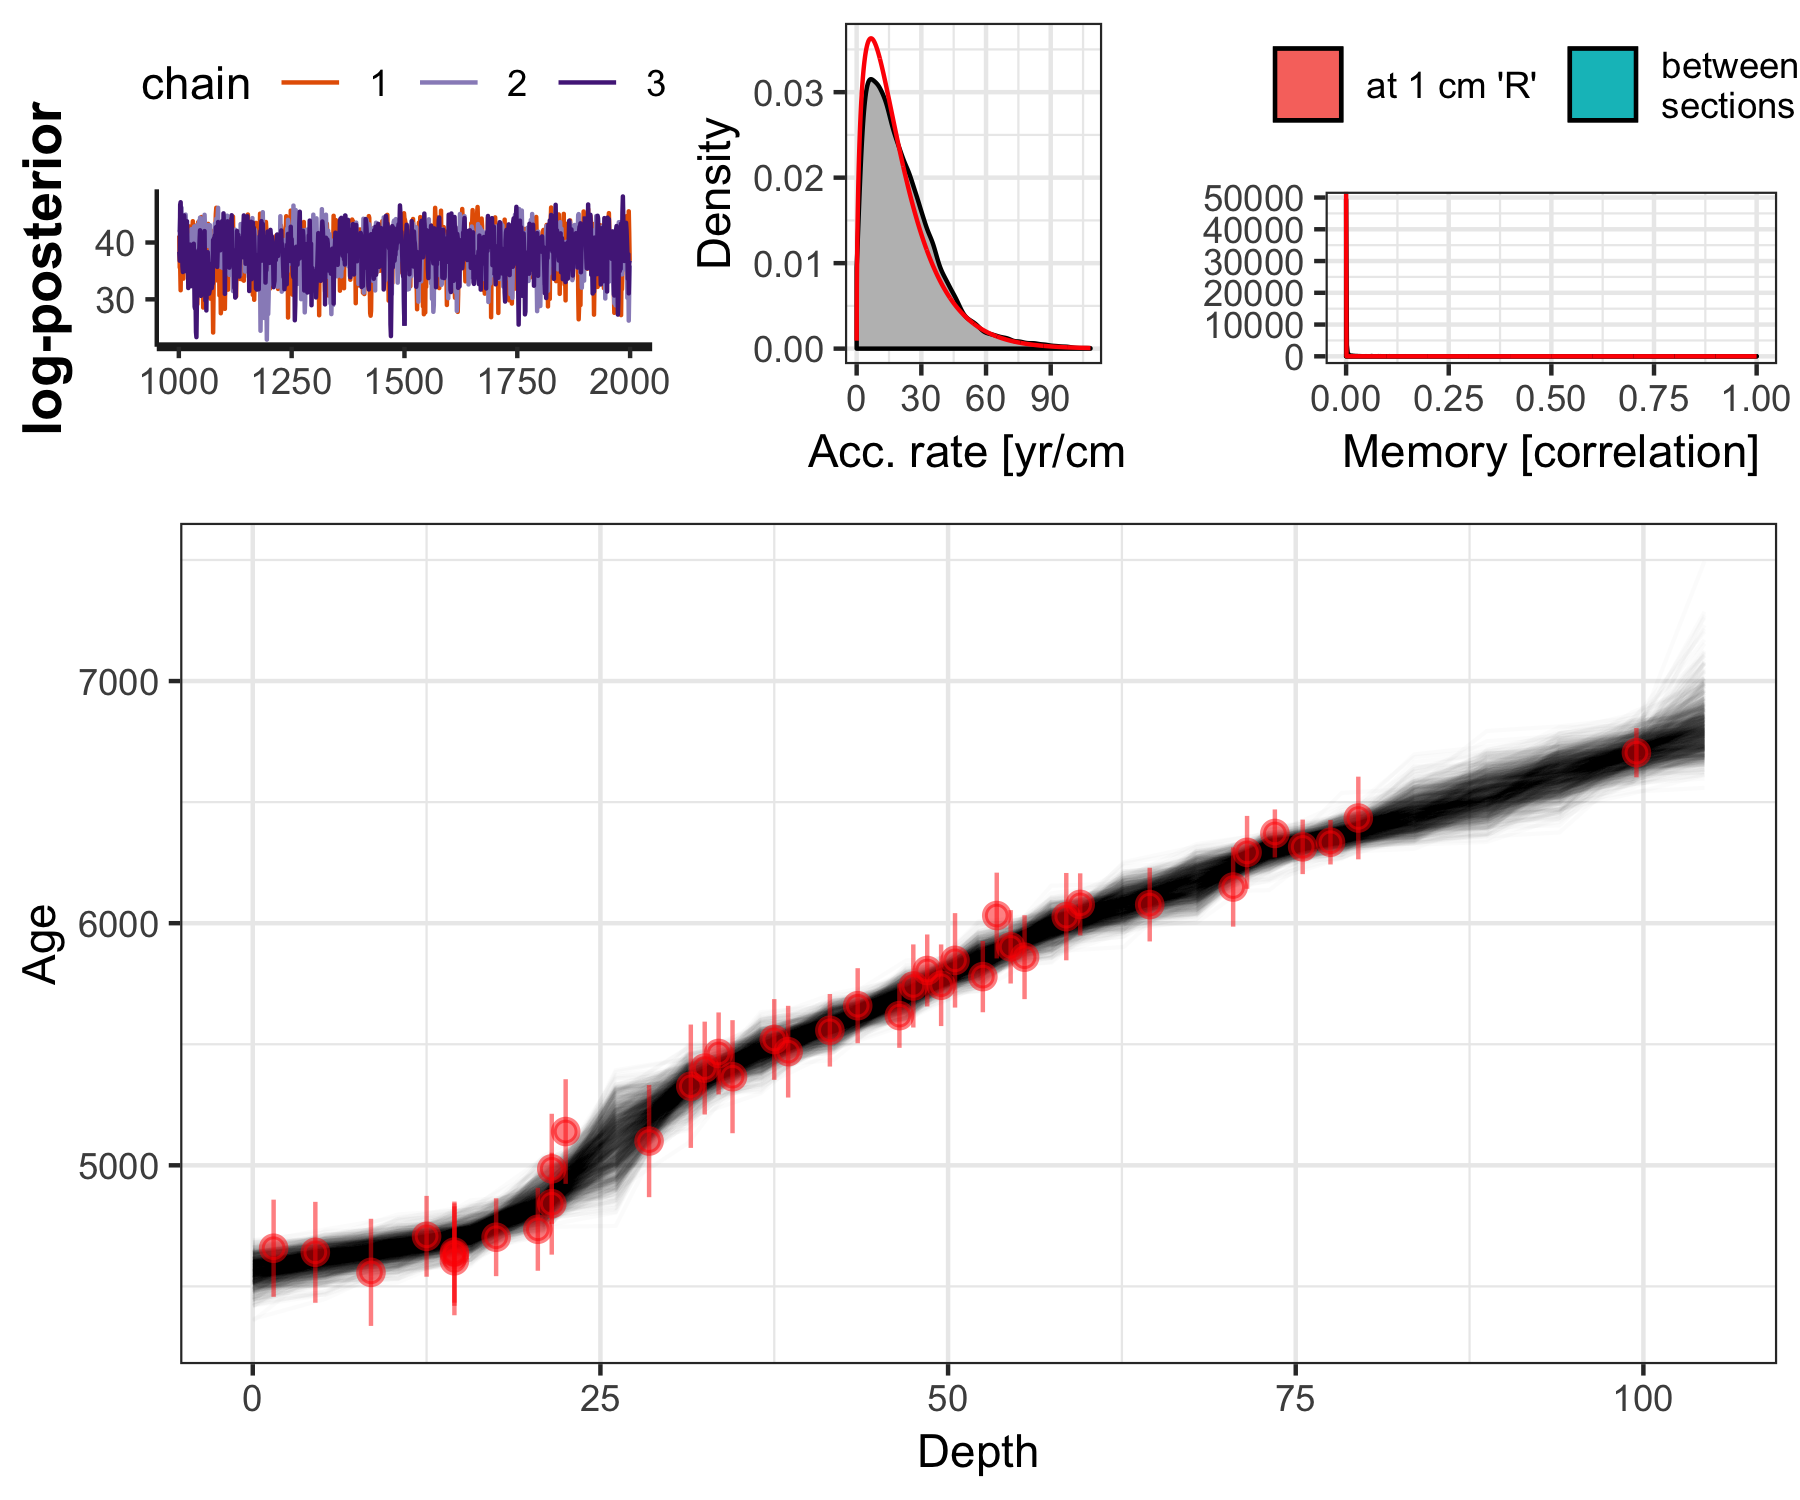 chain 1 2 3
log-posterior
40
30
1000 1250 1500 1750 2000
Density
0.03
0.02
0.01
0.00
0 30 60 90
Acc. rate [yr/cm
at 1 cm 'R'
between
sections
50000
40000
30000
20000
10000
0
0.00 0.25 0.50 0.75 1.00
Memory [correlation]
Age
7000
6000
5000
0 25 50 75 100
Depth